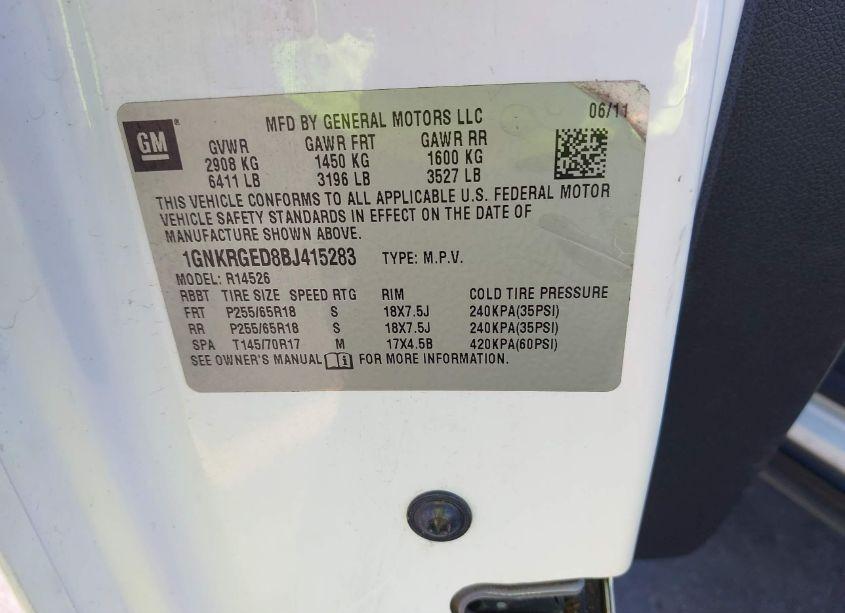 GM
MFD BY GENERAL MOTORS LLC 06/11
GVWR GAWR FRT GAWR RR
2908 KG 1450 KG 1600 KG
6411 LB 3196 LB 3527 LB
THIS VEHICLE CONFORMS TO ALL APPLICABLE U.S. FEDERAL MOTOR
VEHICLE SAFETY STANDARDS IN EFFECT ON THE DATE OF
MANUFACTURE SHOWN ABOVE.
1GNKRGED8BJ415283 TYPE: M.P.V.
MODEL: R14526
RBBT TIRE SIZE SPEED RTG RIM COLD TIRE PRESSURE
FRT P255/65R18 S 18X7.5J 240KPA(35PSI)
RR P255/65R18 S 18X7.5J 240KPA(35PSI)
SPA T145/70R17 M 17X4.5B 420KPA(60PSI)
SEE OWNER'S MANUAL FOR MORE INFORMATION.